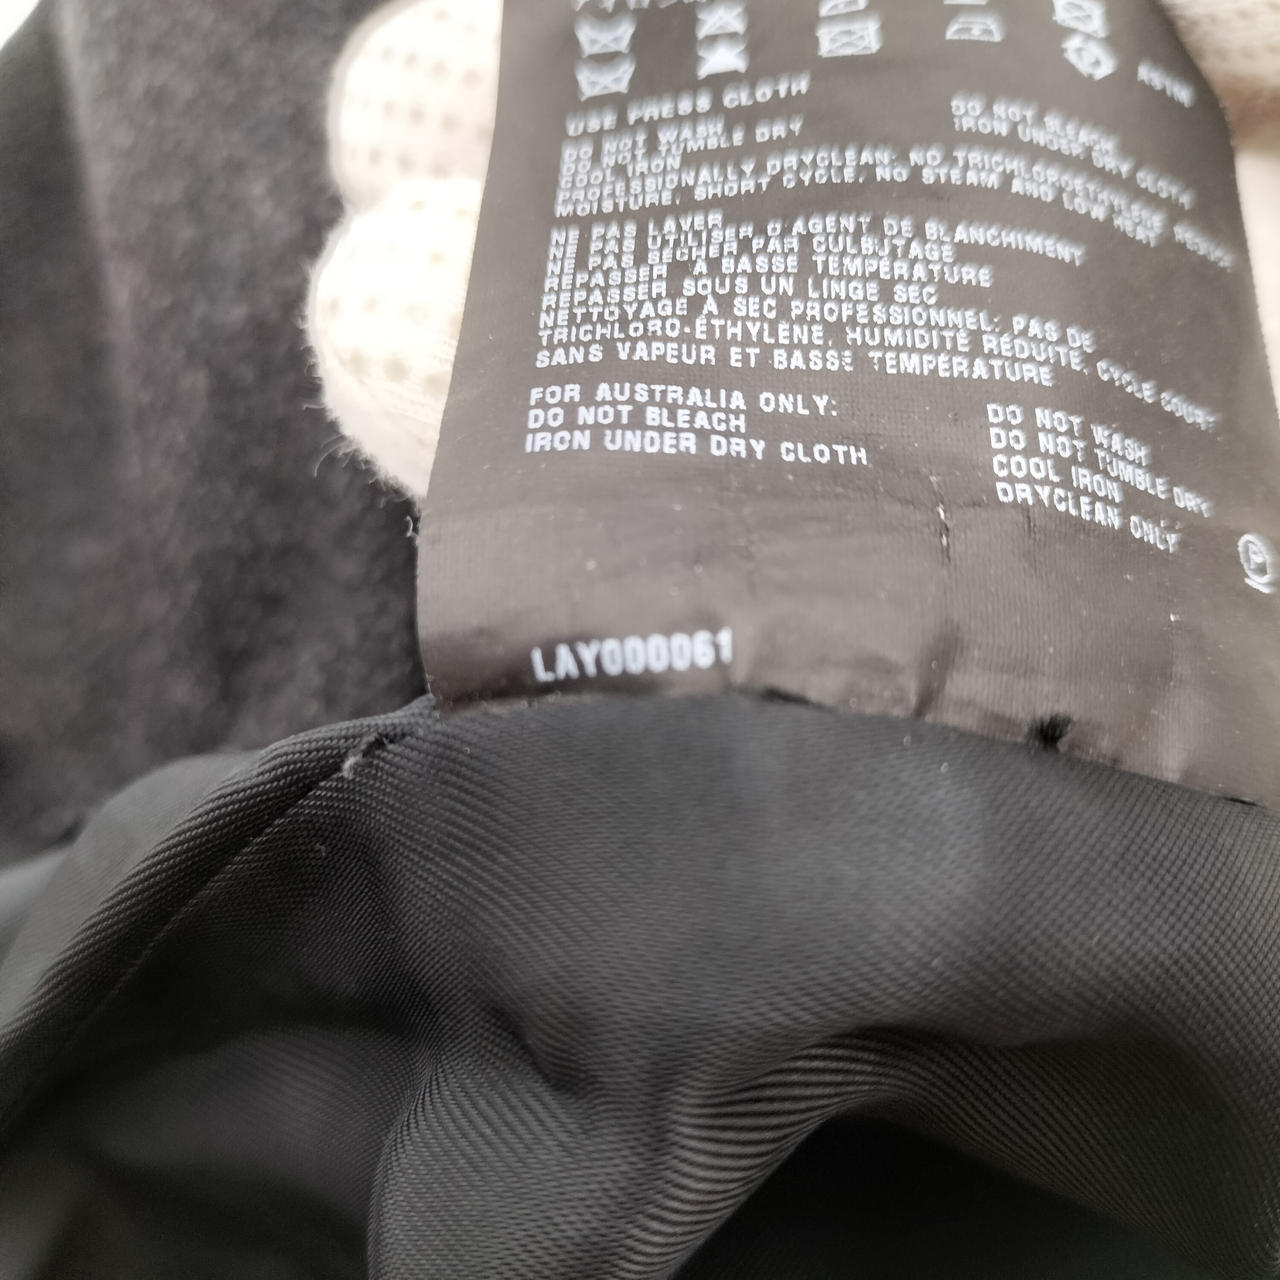 USE PRESS CLOTH
DO NOT WASH
DO NOT BLEACH
DO NOT TUMBLE DRY
IRON UNDER DRY CLOTH
COOL IRON
PROFESSIONALLY DRYCLEAN: NO TRICHLOROETHYLENE
MOISTURE, SHORT CYCLE, NO STEAM AND LOW HEAT
NE PAS LAVER
NE PAS UTILISER D'AGENT DE BLANCHIMENT
NE PAS SÉCHER PAR CULBUTAGE
REPASSER À BASSE TEMPÉRATURE
REPASSER SOUS UN LINGE SEC
NETTOYAGE À SEC PROFESSIONNEL: PAS DE
TRICHLORO-ÉTHYLÈNE, HUMIDITÉ RÉDUITE, CYCLE COURT
SANS VAPEUR ET BASSE TEMPÉRATURE
FOR AUSTRALIA ONLY:
DO NOT WASH
DO NOT BLEACH
DO NOT TUMBLE DRY
IRON UNDER DRY CLOTH
COOL IRON
DRYCLEAN ONLY
P
LAY000061